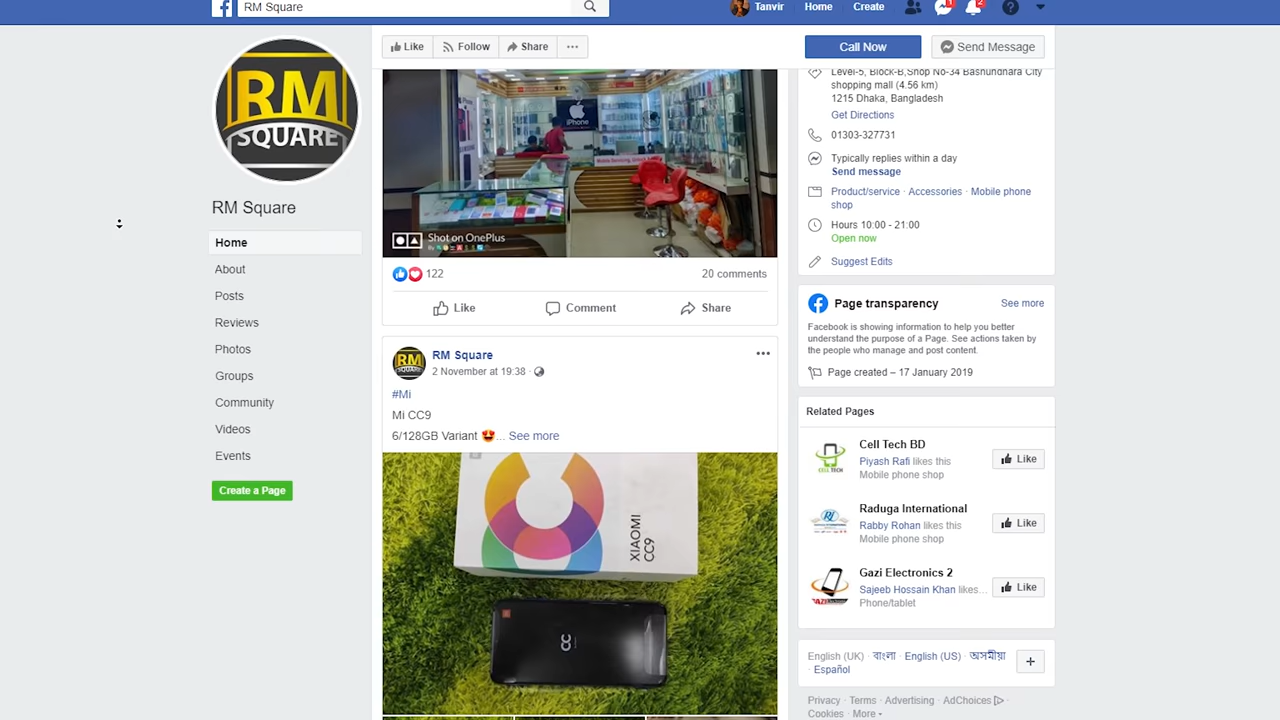 RM Square
Tanvir
Home
Create
RM
SQUARE
RM Square
Home
About
Posts
Reviews
Photos
Groups
Community
Videos
Events
Create a Page
Like
Follow
Share
iPhone
Shot on OnePlus
122
20 comments
Like
Comment
Share
RM Square
2 November at 19:38 ·
#Mi
Mi CC9
6/128GB Variant 😍... See more
XIAOMI
CC9
CC
Call Now
Send Message
Level-5, Block-B,Shop No-34 Bashundhara City
shopping mall (4.56 km)
1215 Dhaka, Bangladesh
Get Directions
01303-327731
Typically replies within a day
Send message
Product/service · Accessories · Mobile phone
shop
Hours 10:00 - 21:00
Open now
Suggest Edits
Page transparency
See more
Facebook is showing information to help you better
understand the purpose of a Page. See actions taken by
the people who manage and post content.
Page created – 17 January 2019
Related Pages
CELL TECH
Cell Tech BD
Piyash Rafi likes this
Mobile phone shop
Like
Raduga International
Rabby Rohan likes this
Mobile phone shop
Like
Gazi Electronics 2
Sajeeb Hossain Khan likes...
Phone/tablet
Like
English (UK) · বাংলা · English (US) · অসমীয়া
· Español
Privacy · Terms · Advertising · AdChoices ·
Cookies · More